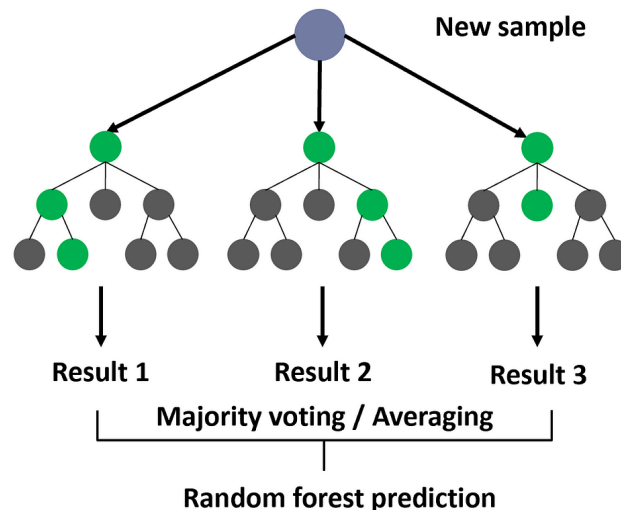 New sample
Result 1
Result 2
Result 3
Majority voting / Averaging
Random forest prediction